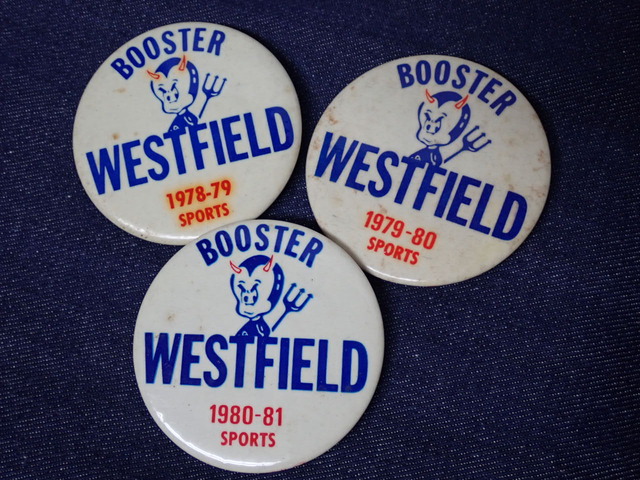 BOOSTER
WESTFIELD
1978-79
SPORTS
BOOSTER
WESTFIELD
1979-80
SPORTS
BOOSTER
WESTFIELD
1980-81
SPORTS